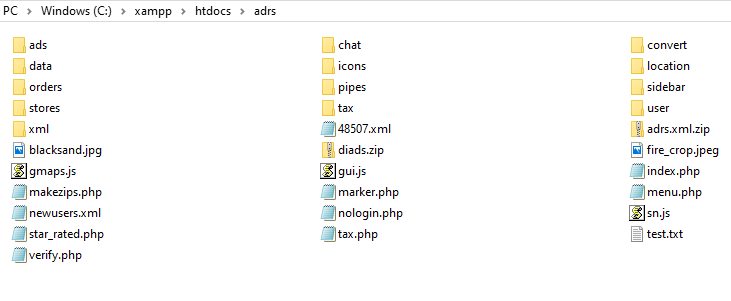 PC > Windows (C:) > xampp > htdocs > adrs
ads chat convert
data icons location
orders pipes sidebar
stores tax user
xml 48507.xml adrs.xml.zip
blacksand.jpg diads.zip fire_crop.jpeg
gmaps.js gui.js index.php
makezips.php marker.php menu.php
newusers.xml nologin.php sn.js
star_rated.php tax.php test.txt
verify.php